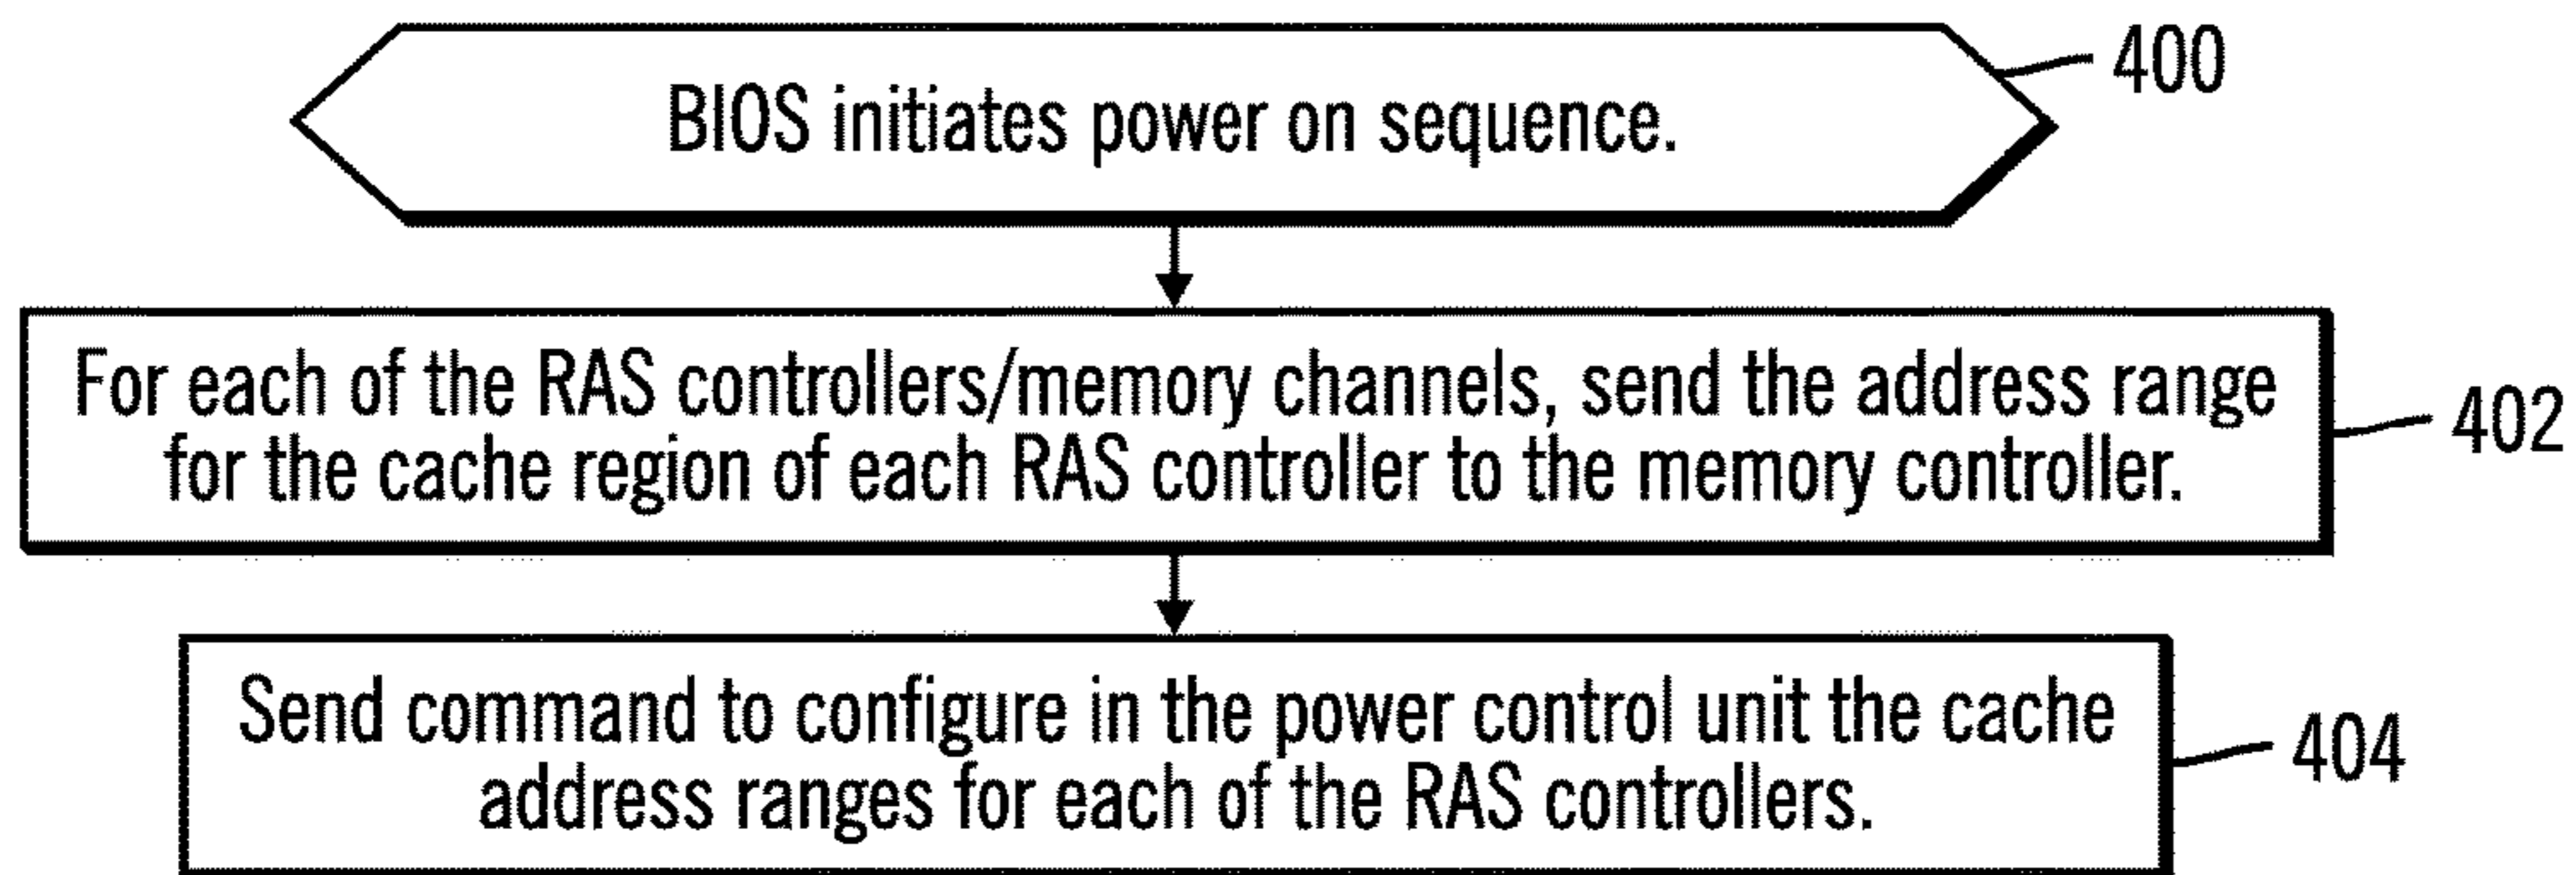 BIOS initiates power on sequence.
400
For each of the RAS controllers/memory channels, send the address range
for the cache region of each RAS controller to the memory controller.
402
Send command to configure in the power control unit the cache
address ranges for each of the RAS controllers.
404